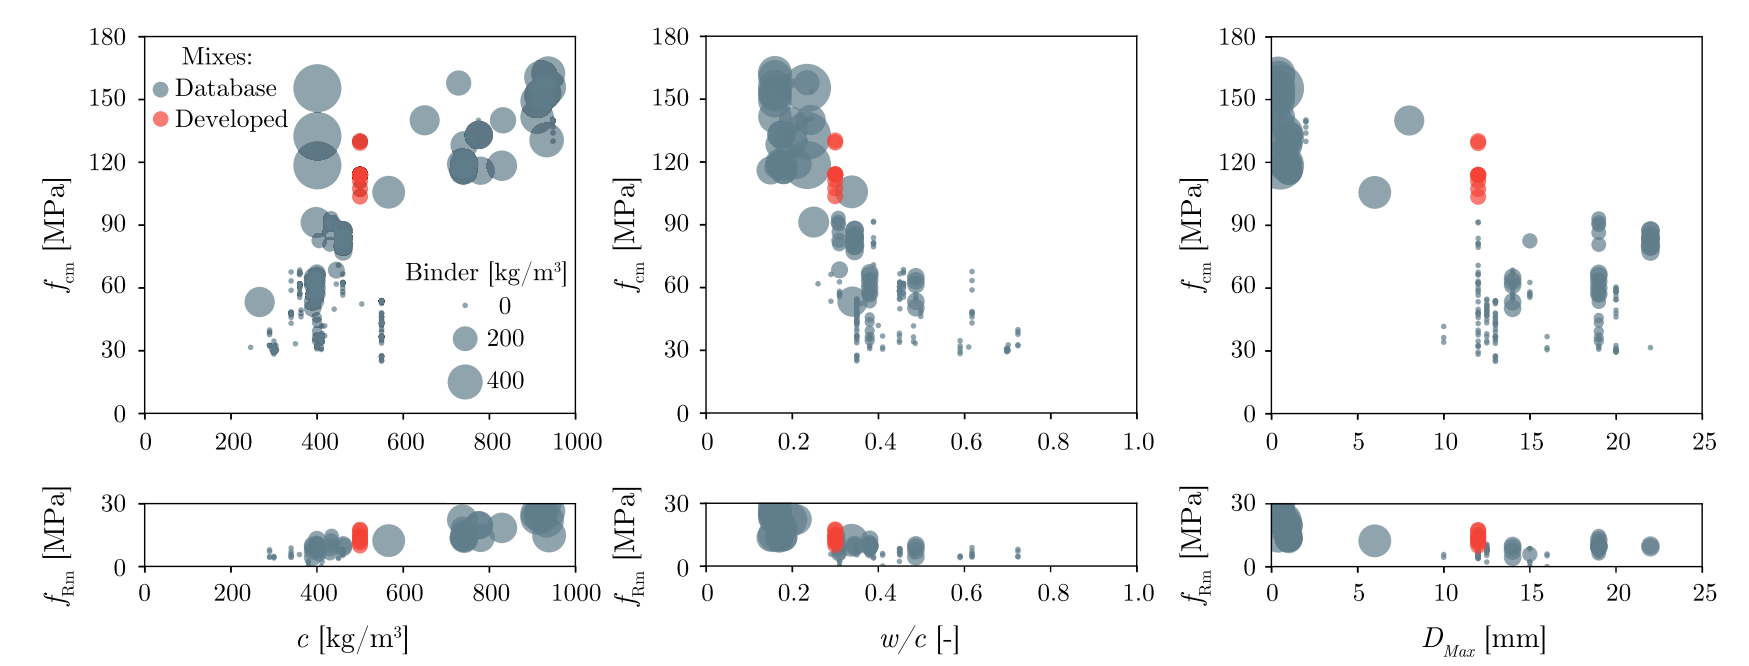 Mixes:
Database
Developed
Binder [kg/m³]
0
200
400
f_cm [MPa]
180
150
120
90
60
30
0
0 200 400 600 800 1000
f_cm [MPa]
180
150
120
90
60
30
0
0 0.2 0.4 0.6 0.8 1.0
f_cm [MPa]
180
150
120
90
60
30
0
0 5 10 15 20 25
f_Rm [MPa]
30
0
0 200 400 600 800 1000
c [kg/m³]
f_Rm [MPa]
30
0
0 0.2 0.4 0.6 0.8 1.0
w/c [-]
f_Rm [MPa]
30
0
0 5 10 15 20 25
D_Max [mm]